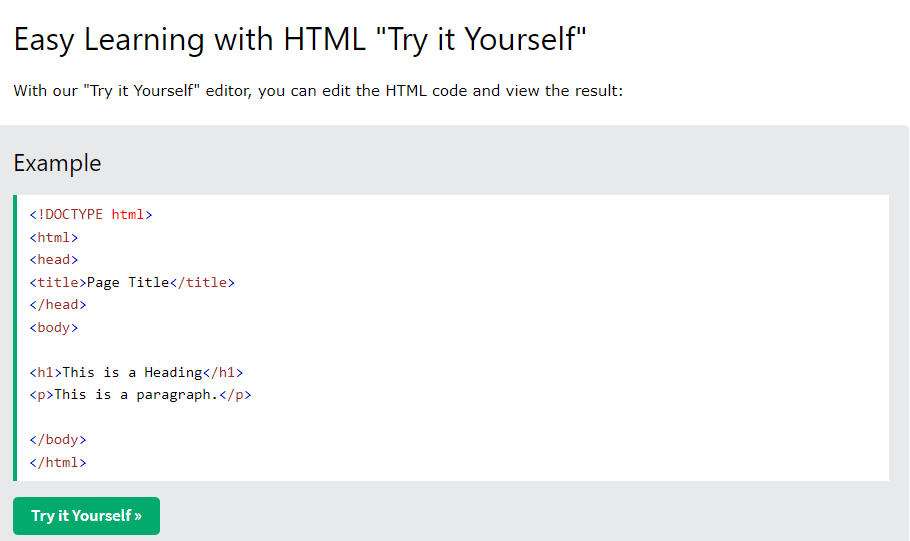 Easy Learning with HTML "Try it Yourself"
With our "Try it Yourself" editor, you can edit the HTML code and view the result:
Example
<!DOCTYPE html>
<html>
<head>
<title>Page Title</title>
</head>
<body>
<h1>This is a Heading</h1>
<p>This is a paragraph.</p>
</body>
</html>
Try it Yourself »